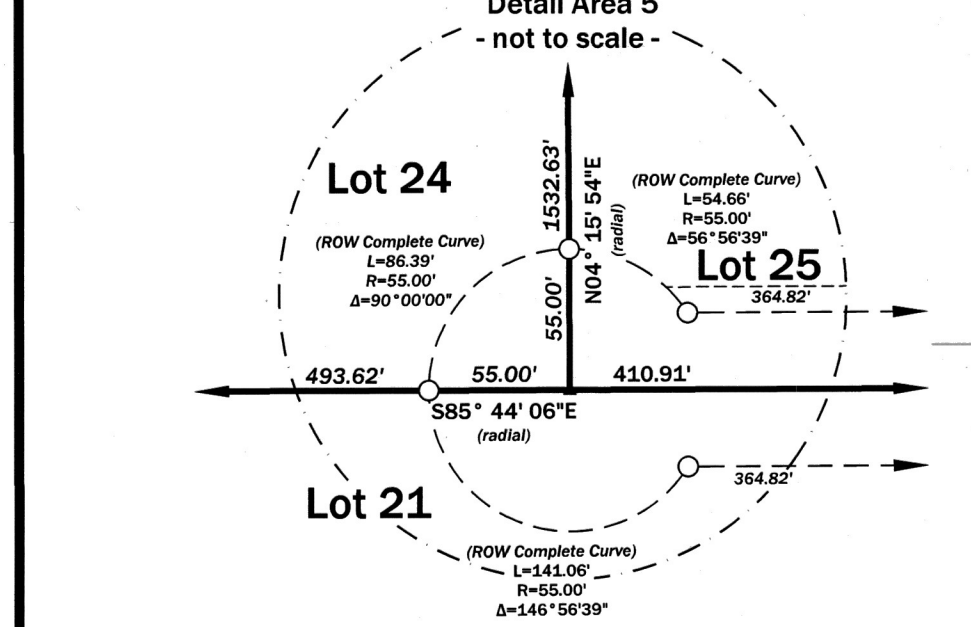 Detail Area 5
- not to scale -
Lot 24
1532.63'
N04° 15' 54"E
(radial)
(ROW Complete Curve)
L=54.66'
R=55.00'
Δ=56°56'39"
Lot 25
364.82'
(ROW Complete Curve)
L=86.39'
R=55.00'
Δ=90°00'00"
55.00'
493.62'
55.00'
410.91'
S85° 44' 06"E
(radial)
364.82'
Lot 21
(ROW Complete Curve)
L=141.06'
R=55.00'
Δ=146°56'39"